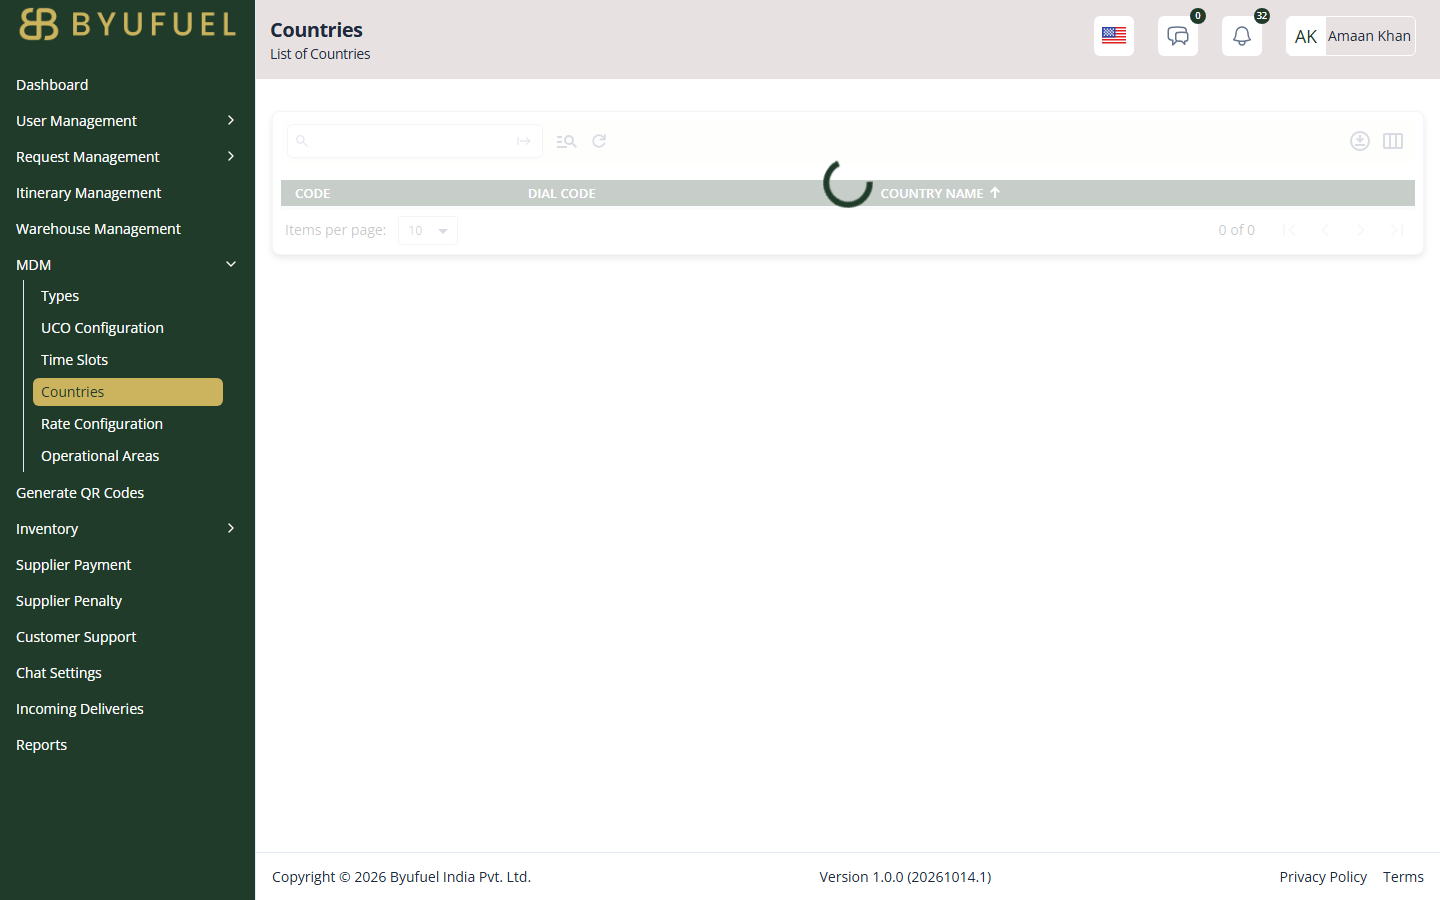 BYUFUEL
Dashboard
User Management
Request Management
Itinerary Management
Warehouse Management
MDM
Types
UCO Configuration
Time Slots
Countries
Rate Configuration
Operational Areas
Generate QR Codes
Inventory
Supplier Payment
Supplier Penalty
Customer Support
Chat Settings
Incoming Deliveries
Reports
Countries
List of Countries
0
32
AK Amaan Khan
CODE DIAL CODE COUNTRY NAME
Items per page: 10 0 of 0
Copyright © 2026 Byufuel India Pvt. Ltd. Version 1.0.0 (20261014.1) Privacy Policy Terms